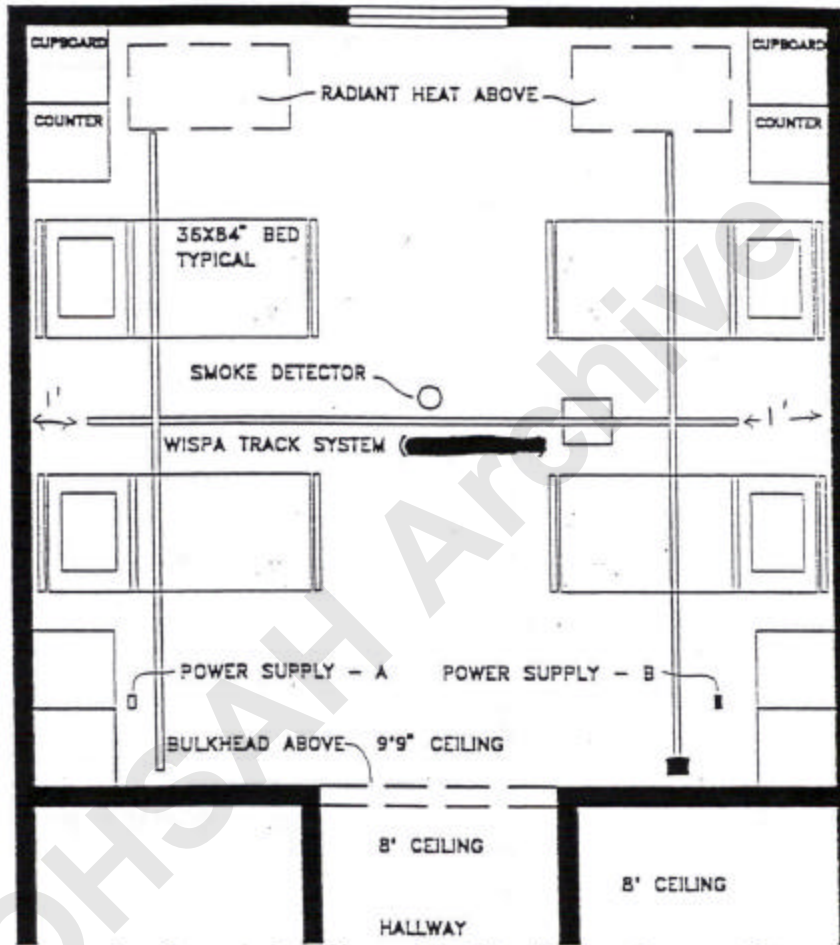 CUPBOARD
CUPBOARD
RADIANT HEAT ABOVE
COUNTER
COUNTER
36X84" BED
TYPICAL
SMOKE DETECTOR
1'
1'
WISPA TRACK SYSTEM (
POWER SUPPLY - A
POWER SUPPLY - B
BULKHEAD ABOVE 9'9" CEILING
8' CEILING
8' CEILING
HALLWAY
OHSAH Archive